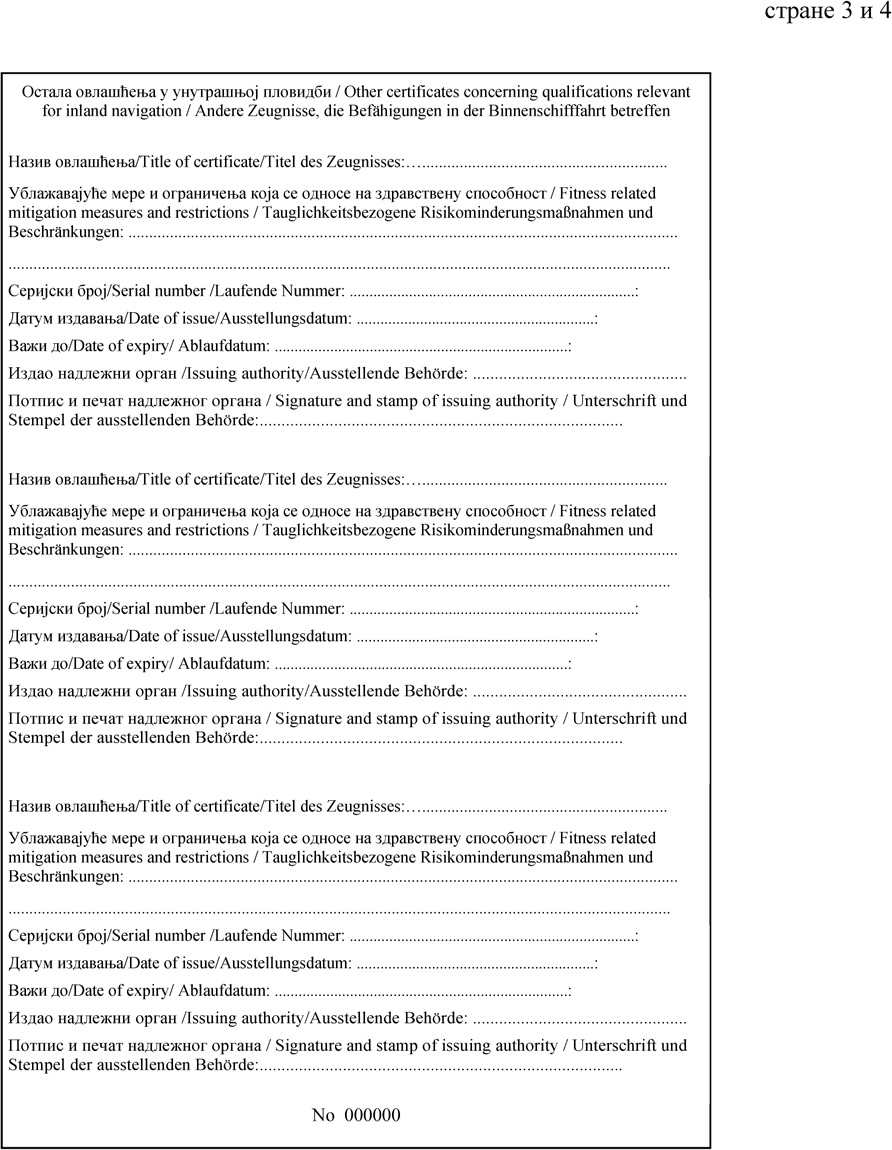 стране 3 и 4
Остала овлашћења у унутрашњој пловидби / Other certificates concerning qualifications relevant
for inland navigation / Andere Zeugnisse, die Befähigungen in der Binnenschifffahrt betreffen
Назив овлашћења/Title of certificate/Titel des Zeugnisses:…........................................................
Ублажавајуће мере и ограничења која се односе на здравствену способност / Fitness related
mitigation measures and restrictions / Tauglichkeitsbezogene Risikominderungsmaßnahmen und
Beschränkungen: ....................................................................................................................................
...............................................................................................................................................................
Серијски број/Serial number /Laufende Nummer: ....................................................................:
Датум издавања/Date of issue/Ausstellungsdatum: .........................................................:
Важи до/Date of expiry/ Ablaufdatum: ......................................................................:
Издао надлежни орган /Issuing authority/Ausstellende Behörde: .................................................
Потпис и печат надлежног органа / Signature and stamp of issuing authority / Unterschrift und
Stempel der ausstellenden Behörde:...................................................................................
Назив овлашћења/Title of certificate/Titel des Zeugnisses:…........................................................
Ублажавајуће мере и ограничења која се односе на здравствену способност / Fitness related
mitigation measures and restrictions / Tauglichkeitsbezogene Risikominderungsmaßnahmen und
Beschränkungen: ....................................................................................................................................
...............................................................................................................................................................
Серијски број/Serial number /Laufende Nummer: ....................................................................:
Датум издавања/Date of issue/Ausstellungsdatum: .........................................................:
Важи до/Date of expiry/ Ablaufdatum: ......................................................................:
Издао надлежни орган /Issuing authority/Ausstellende Behörde: .................................................
Потпис и печат надлежног органа / Signature and stamp of issuing authority / Unterschrift und
Stempel der ausstellenden Behörde:...................................................................................
Назив овлашћења/Title of certificate/Titel des Zeugnisses:…........................................................
Ублажавајуће мере и ограничења која се односе на здравствену способност / Fitness related
mitigation measures and restrictions / Tauglichkeitsbezogene Risikominderungsmaßnahmen und
Beschränkungen: ....................................................................................................................................
...............................................................................................................................................................
Серијски број/Serial number /Laufende Nummer: ....................................................................:
Датум издавања/Date of issue/Ausstellungsdatum: .........................................................:
Важи до/Date of expiry/ Ablaufdatum: ......................................................................:
Издао надлежни орган /Issuing authority/Ausstellende Behörde: .................................................
Потпис и печат надлежног органа / Signature and stamp of issuing authority / Unterschrift und
Stempel der ausstellenden Behörde:...................................................................................
No 000000